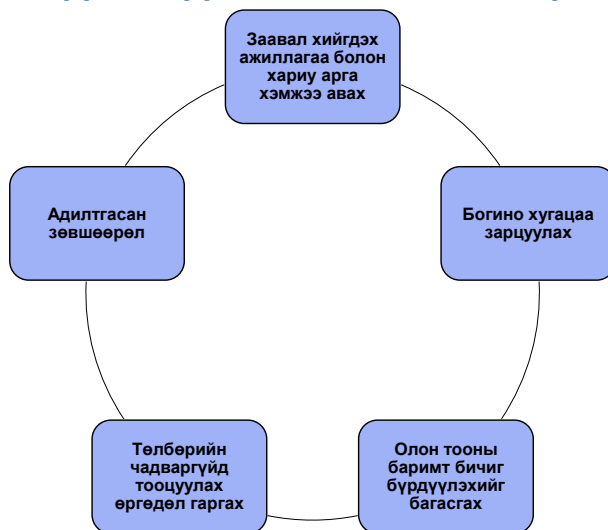 Заавал хийгдэх
ажиллагаа болон
хариу арга
хэмжээ авах
Адилтгасан
зөвшөөрөл
Богино хугацаа
зарцуулах
Төлбөрийн
чадваргүйд
тооцуулах
өргөдөл гаргах
Олон тооны
баримт бичиг
бүрдүүлэхийг
багасгах